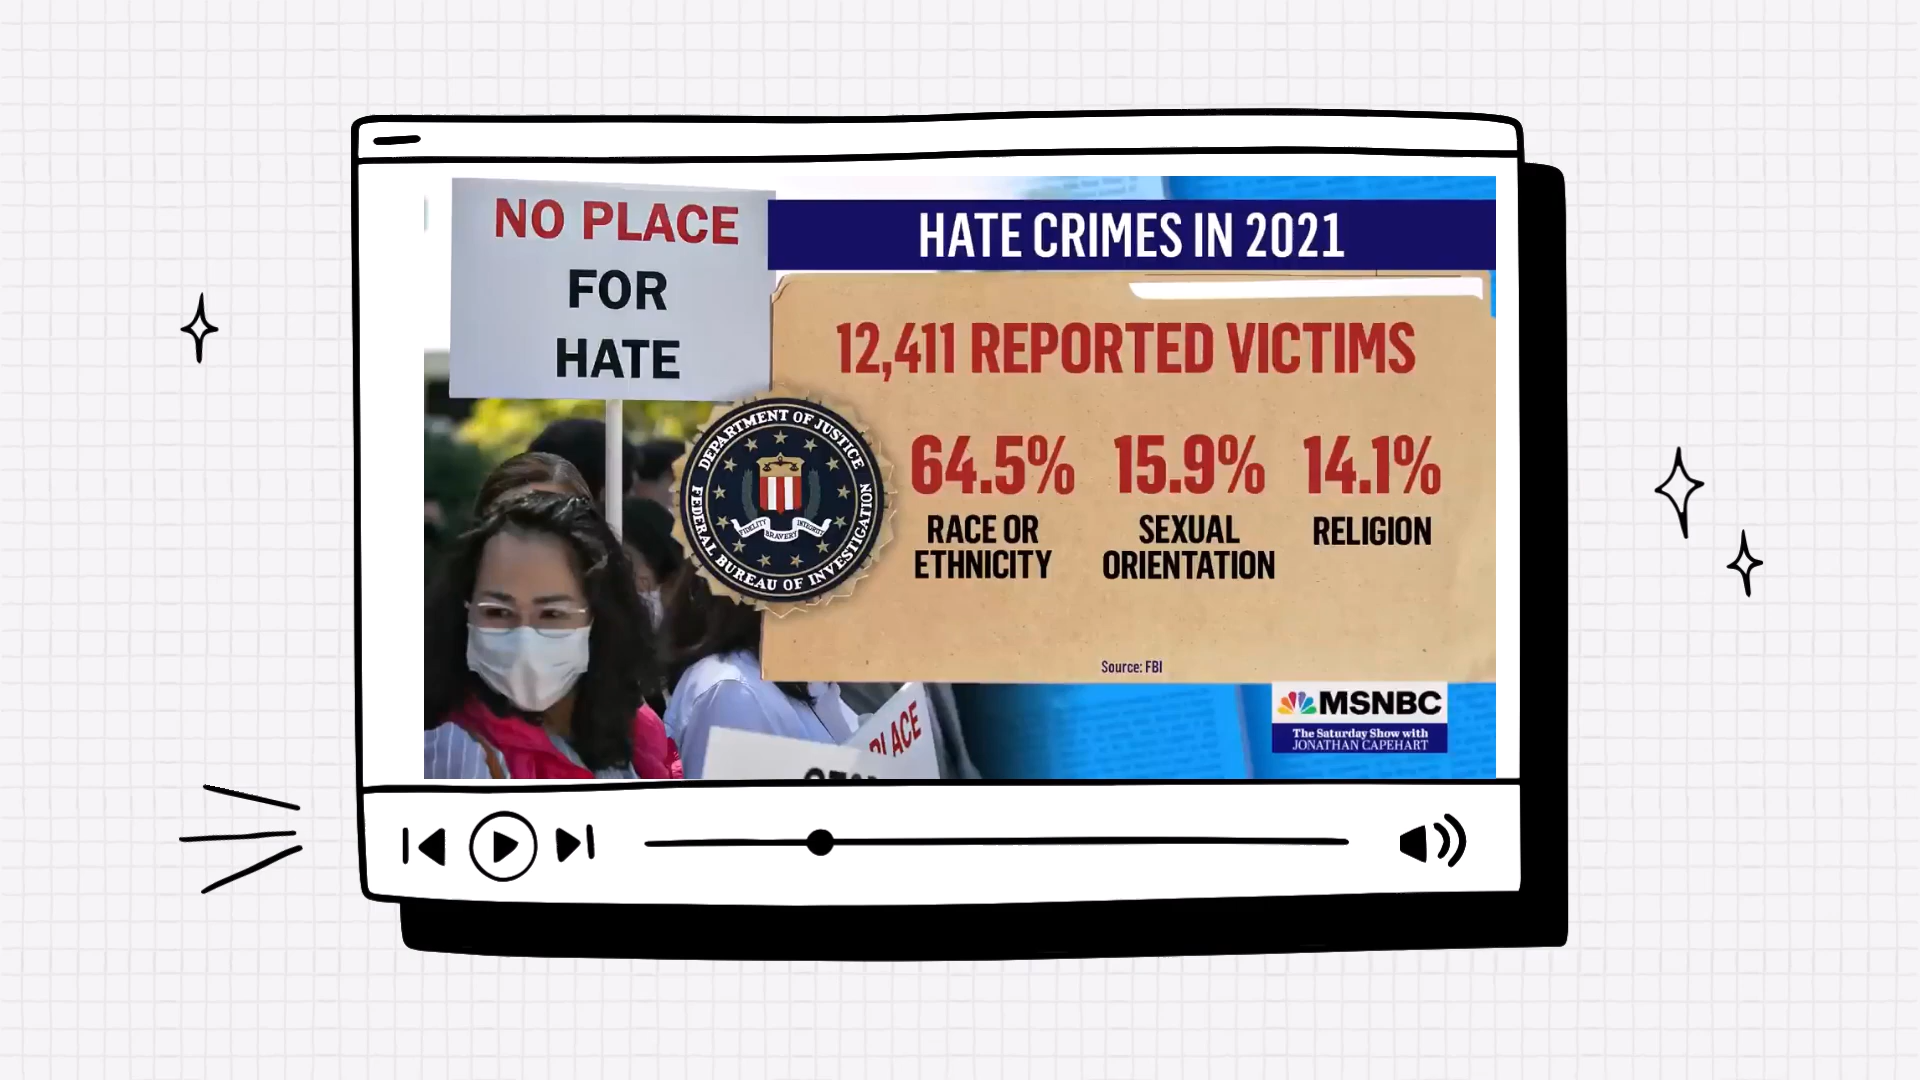 NO PLACE
FOR
HATE
HATE CRIMES IN 2021
12,411 REPORTED VICTIMS
64.5%
RACE OR
ETHNICITY
15.9%
SEXUAL
ORIENTATION
14.1%
RELIGION
DEPARTMENT OF JUSTICE
FEDERAL BUREAU OF INVESTIGATION
FIDELITY BRAVERY INTEGRITY
Source: FBI
PLACE
MSNBC
The Saturday Show with
JONATHAN CAPEHART